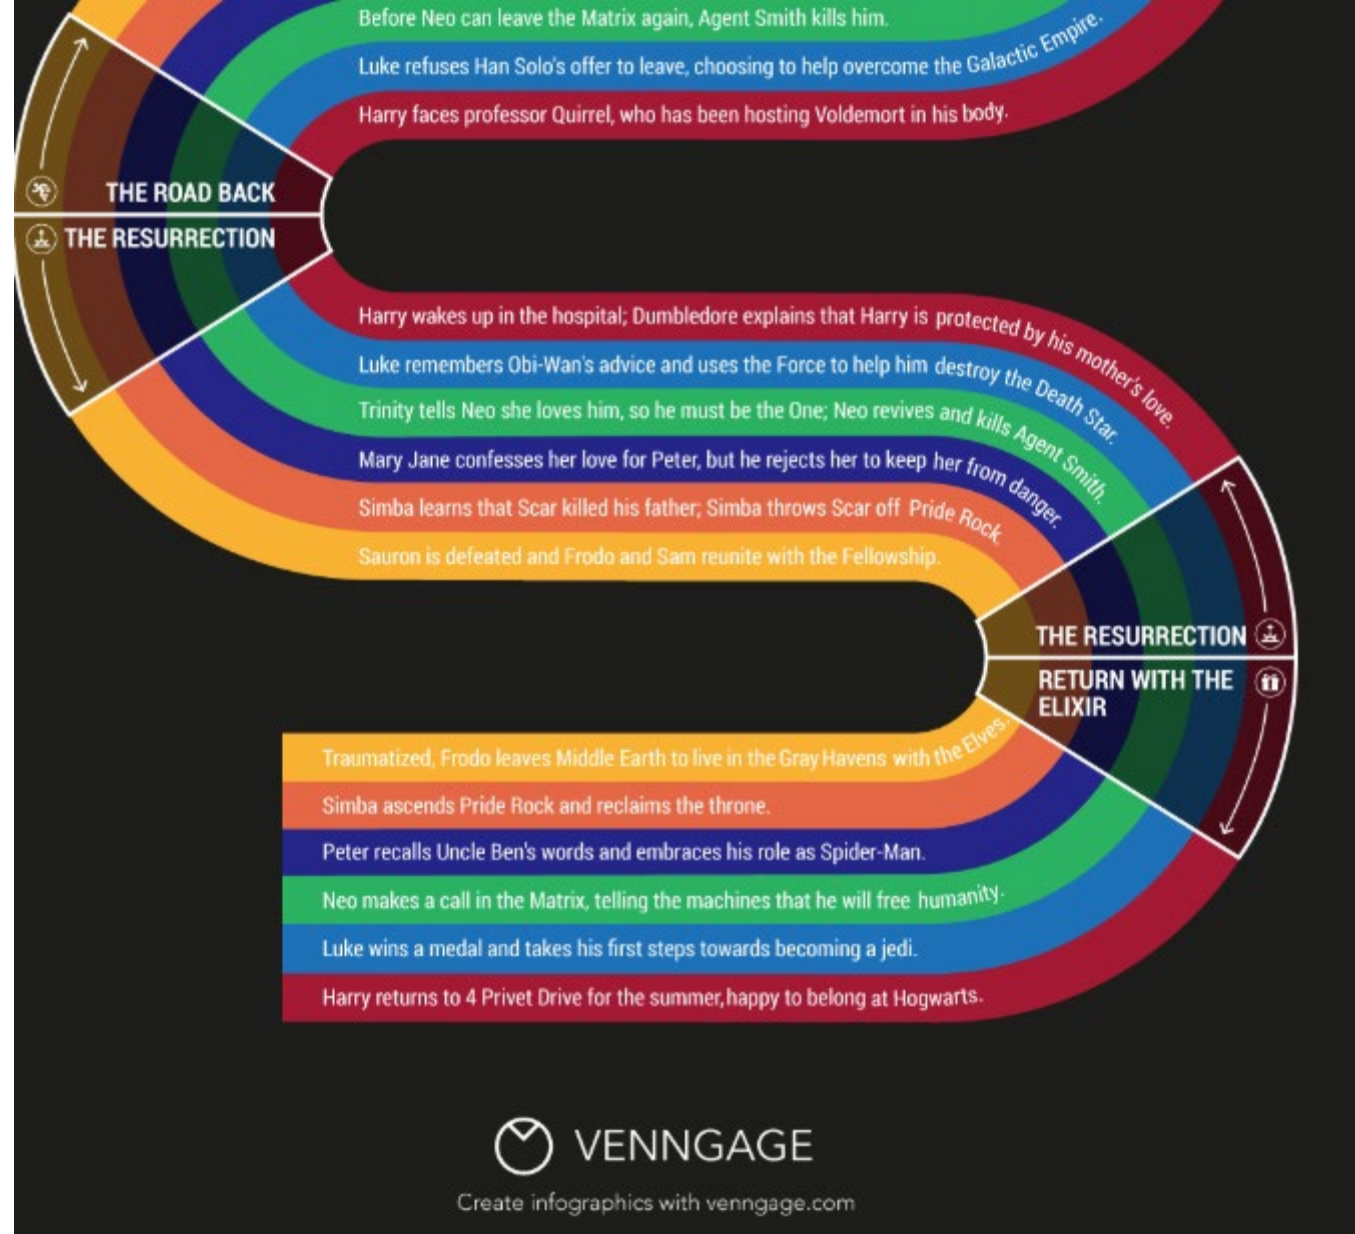 Before Neo can leave the Matrix again, Agent Smith kills him.
Luke refuses Han Solo's offer to leave, choosing to help overcome the Galactic Empire.
Harry faces professor Quirrel, who has been hosting Voldemort in his body.
THE ROAD BACK
THE RESURRECTION
Harry wakes up in the hospital; Dumbledore explains that Harry is protected by his mother's love.
Luke remembers Obi-Wan's advice and uses the Force to help him destroy the Death Star.
Trinity tells Neo she loves him, so he must be the One; Neo revives and kills Agent Smith.
Mary Jane confesses her love for Peter, but he rejects her to keep her from danger.
Simba learns that Scar killed his father; Simba throws Scar off Pride Rock.
Sauron is defeated and Frodo and Sam reunite with the Fellowship.
THE RESURRECTION
RETURN WITH THE
ELIXIR
Traumatized, Frodo leaves Middle Earth to live in the Gray Havens with the Elves.
Simba ascends Pride Rock and reclaims the throne.
Peter recalls Uncle Ben's words and embraces his role as Spider-Man.
Neo makes a call in the Matrix, telling the machines that he will free humanity.
Luke wins a medal and takes his first steps towards becoming a jedi.
Harry returns to 4 Privet Drive for the summer, happy to belong at Hogwarts.
VENNGAGE
Create infographics with venngage.com